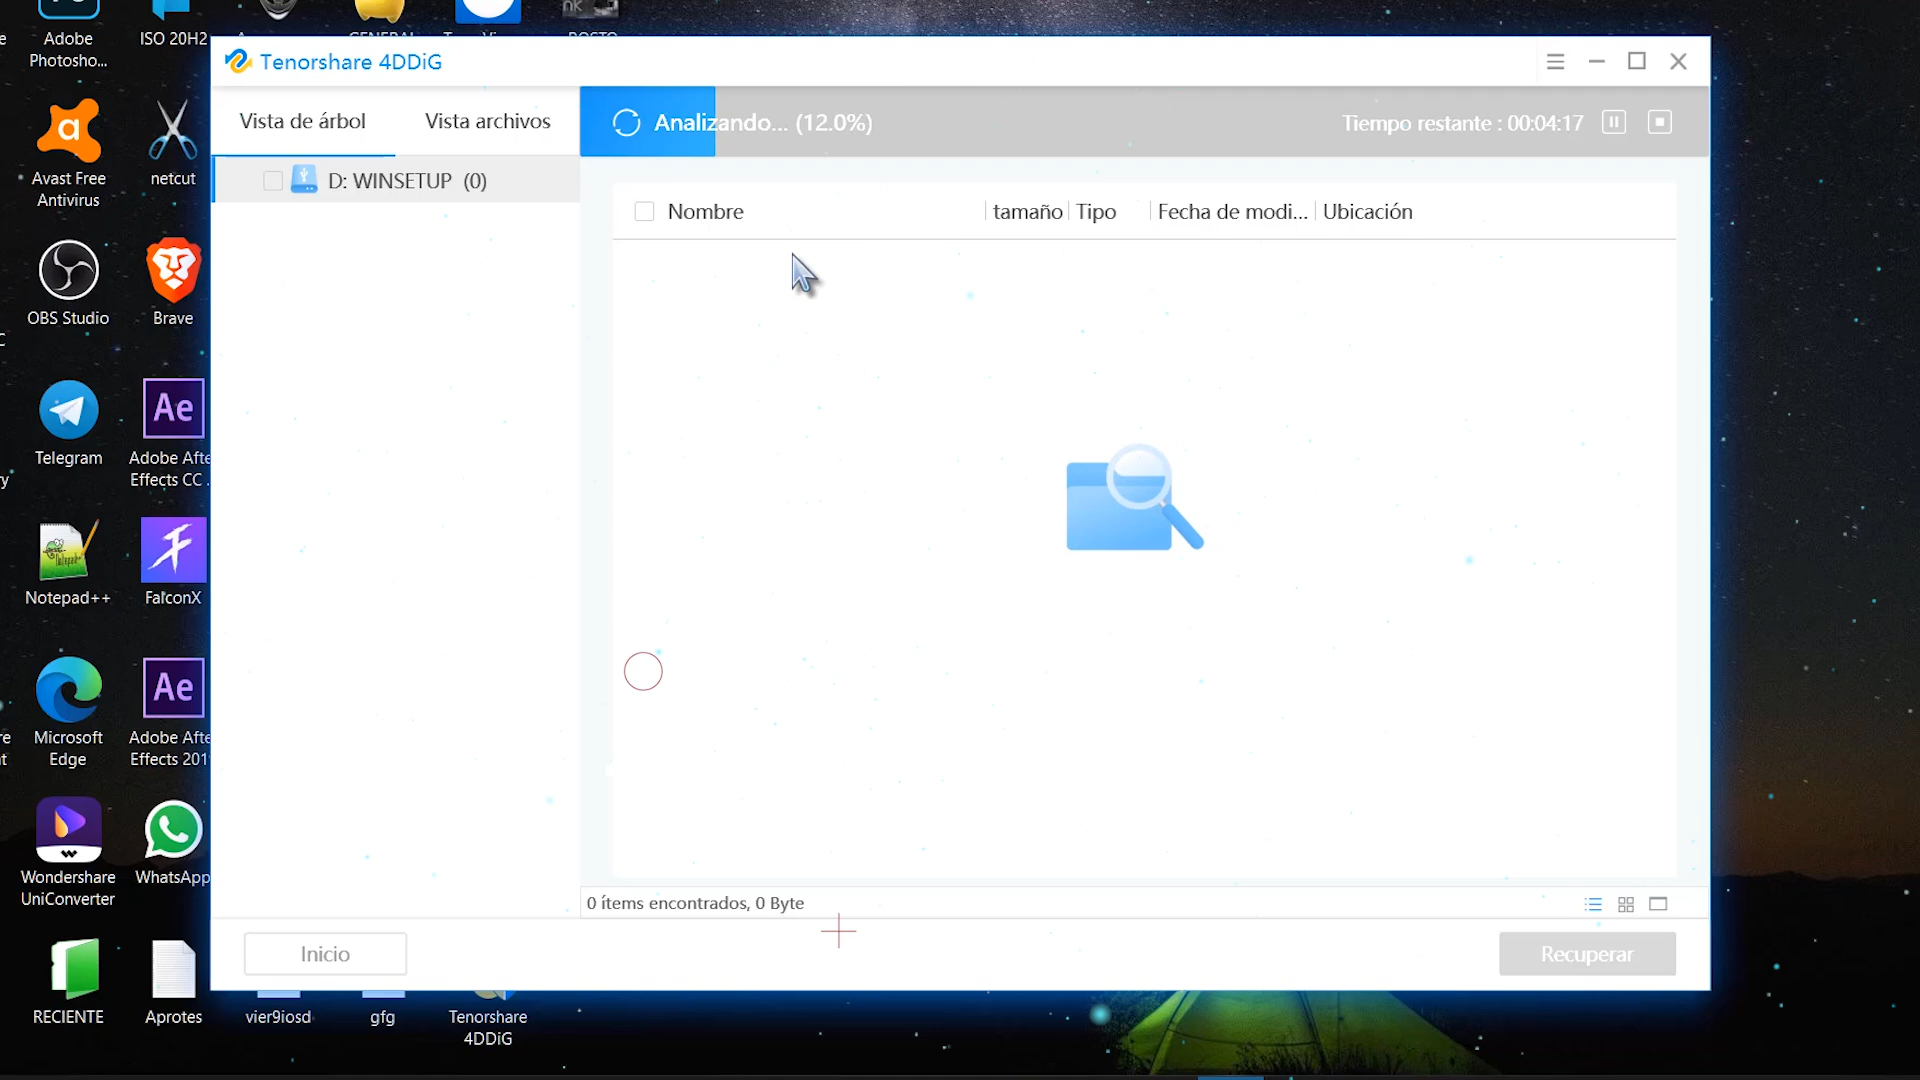 Adobe
Photosho...
ISO 20H2
GENERAL
POSTO
Avast Free
Antivirus
netcut
OBS Studio
Brave
Telegram
Adobe Afte
Effects CC .
Notepad++
FalconX
Microsoft
Edge
Adobe Afte
Effects 201
Wondershare
UniConverter
WhatsApp
RECIENTE
Aprotes
vier9iosd
gfg
Tenorshare
4DDiG
Tenorshare 4DDiG
Vista de árbol
Vista archivos
Analizando... (12.0%)
Tiempo restante : 00:04:17
D: WINSETUP (0)
Nombre
tamaño
Tipo
Fecha de modi...
Ubicación
0 ítems encontrados, 0 Byte
Inicio
Recuperar